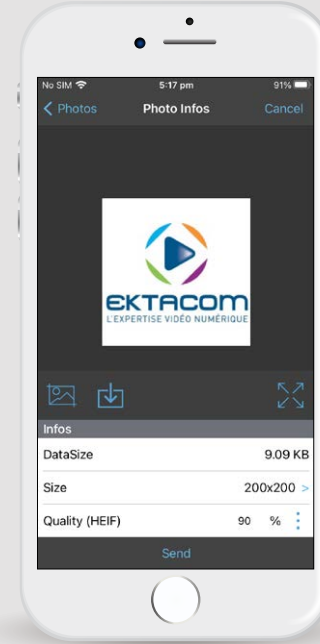 No SIM 5:17 pm 91%
< Photos Photo Infos Cancel
EKTACOM
L'EXPERTISE VIDÉO NUMÉRIQUE
Infos
DataSize 9.09 KB
Size 200x200 >
Quality (HEIF) 90 %
Send